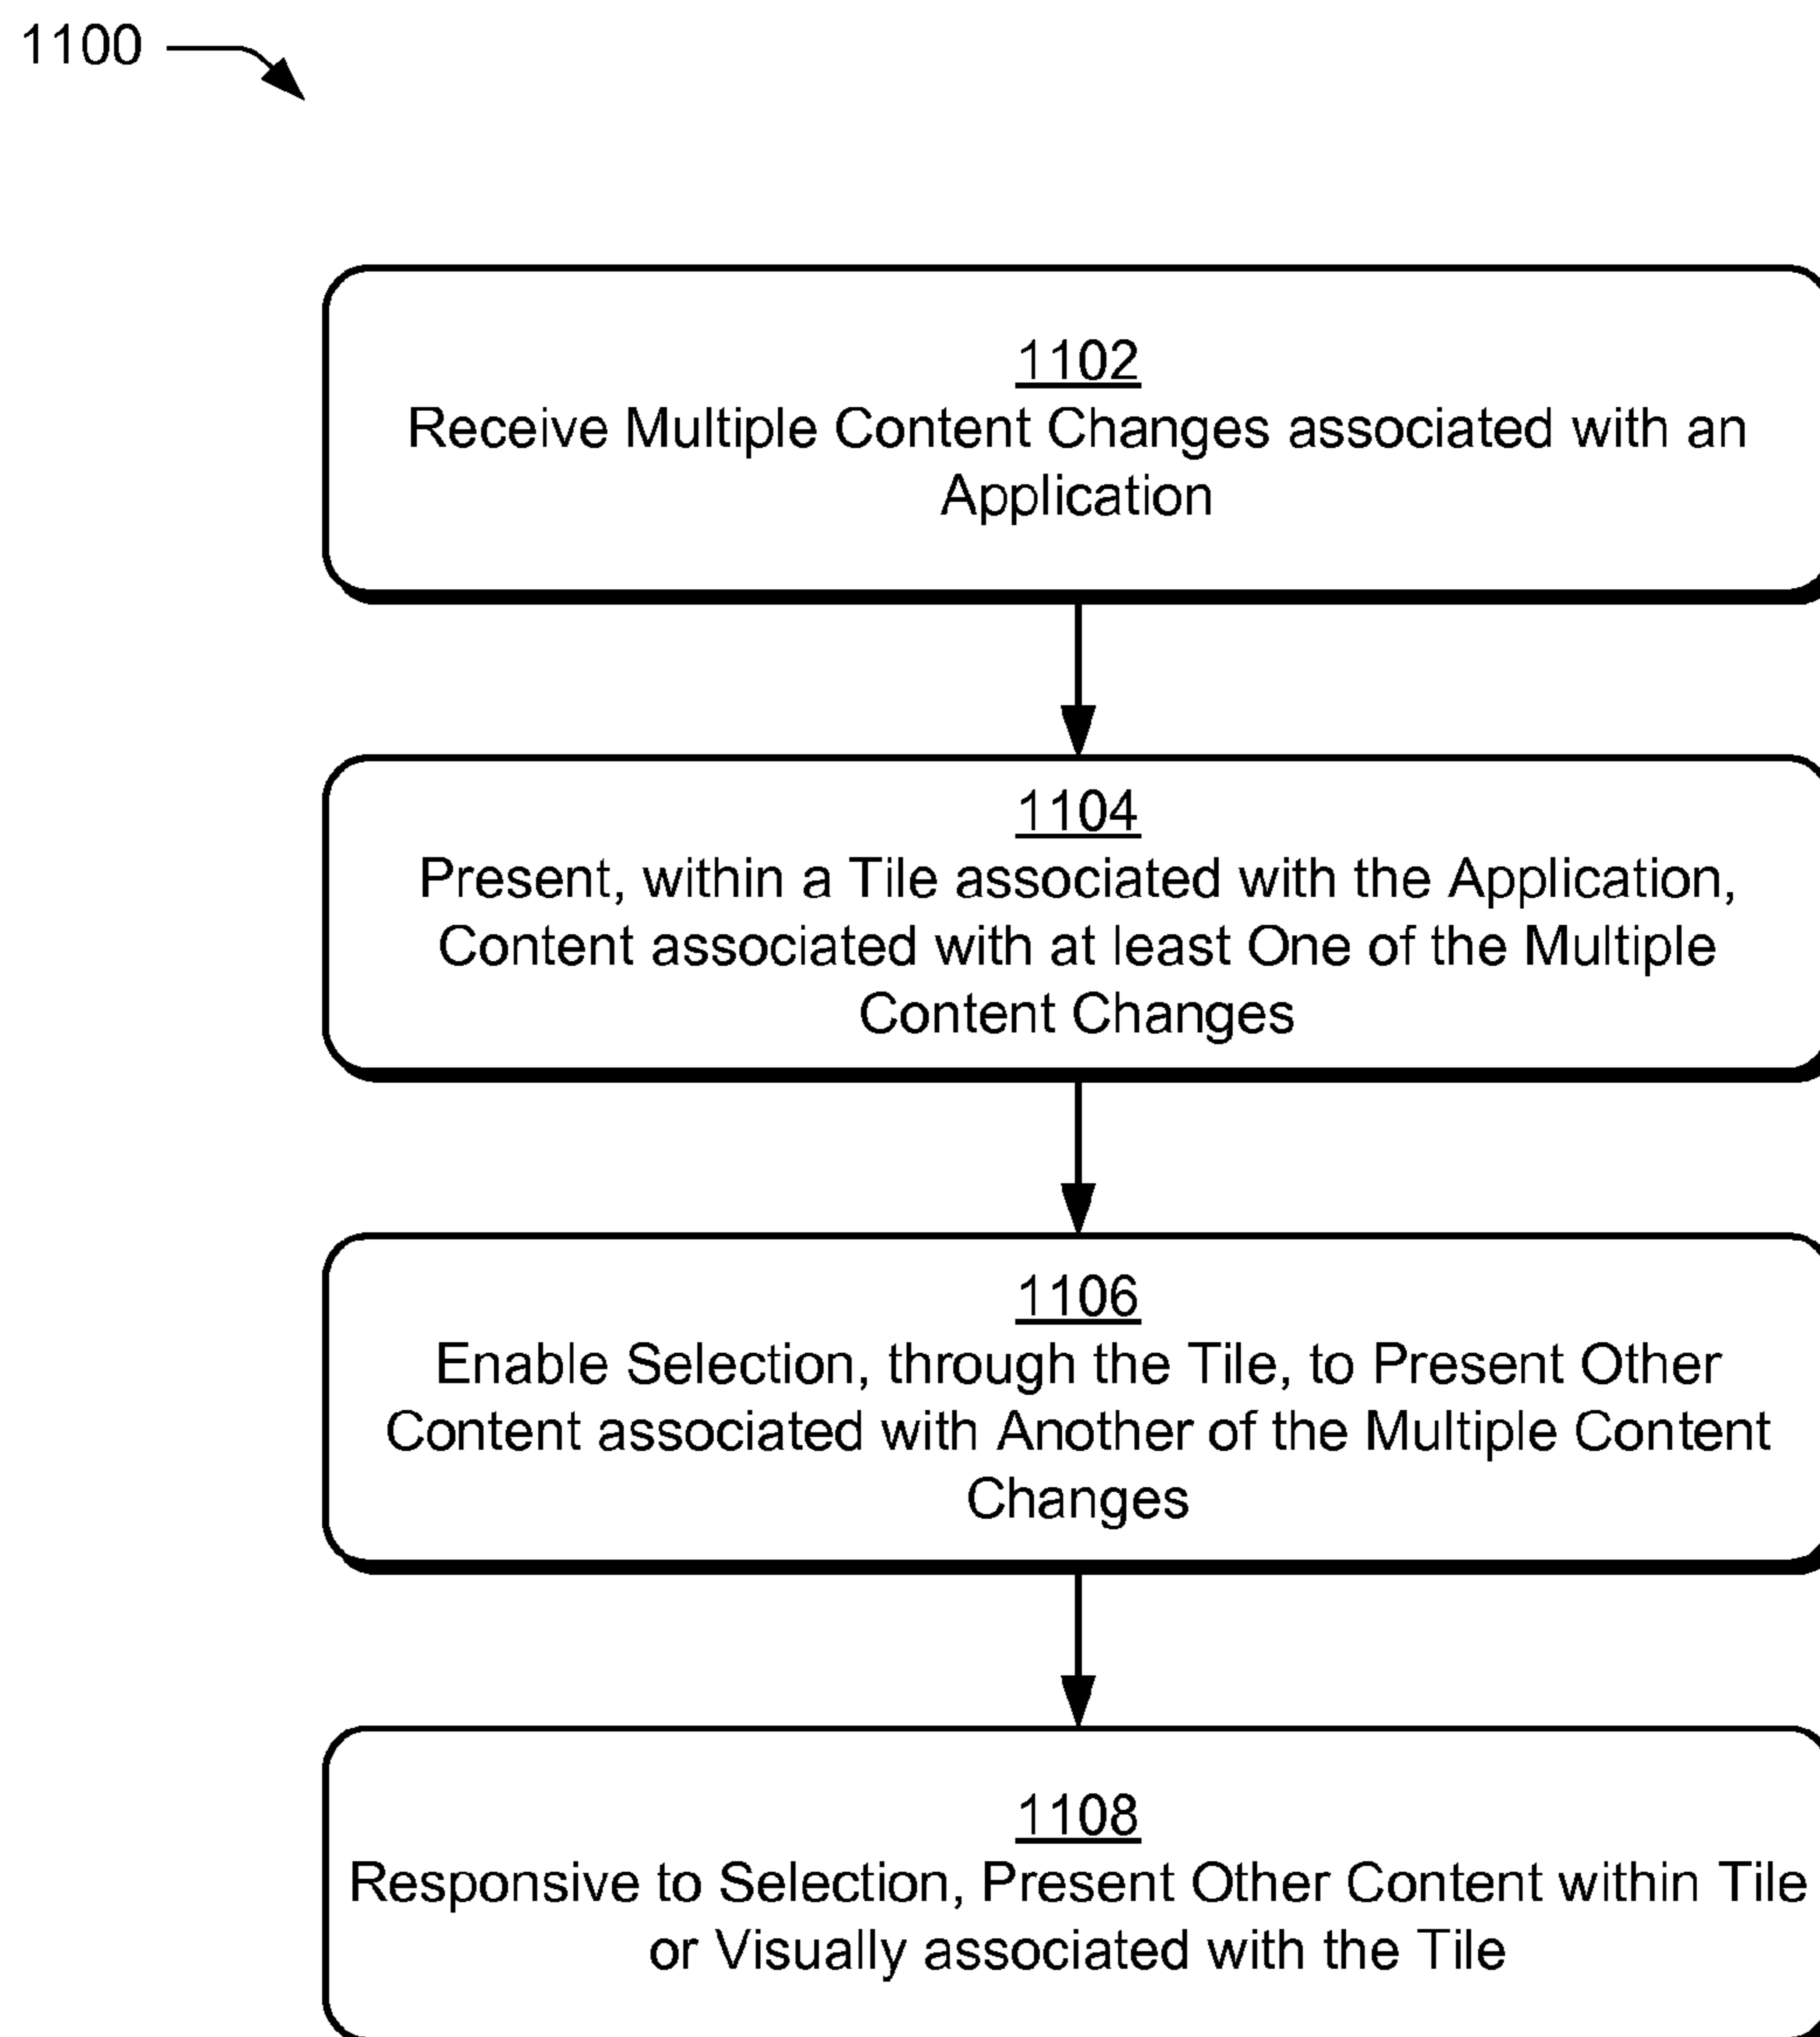 1100
1102
Receive Multiple Content Changes associated with an
Application
1104
Present, within a Tile associated with the Application,
Content associated with at least One of the Multiple
Content Changes
1106
Enable Selection, through the Tile, to Present Other
Content associated with Another of the Multiple Content
Changes
1108
Responsive to Selection, Present Other Content within Tile
or Visually associated with the Tile